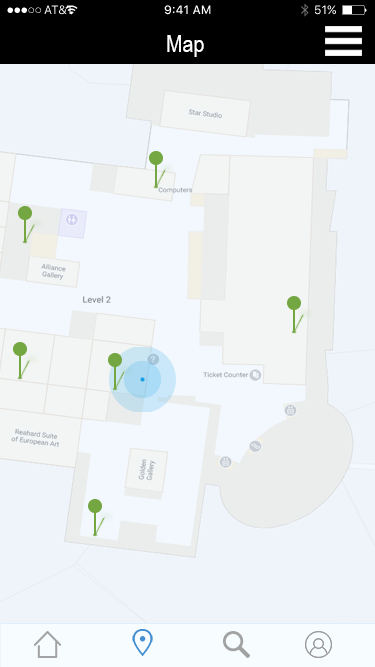 AT&T 9:41 AM 51%
Map
Star Studio
Computers
Alliance
Gallery
Level 2
?
Ticket Counter
Reahard Suite
of European Art
Golden
Gallery